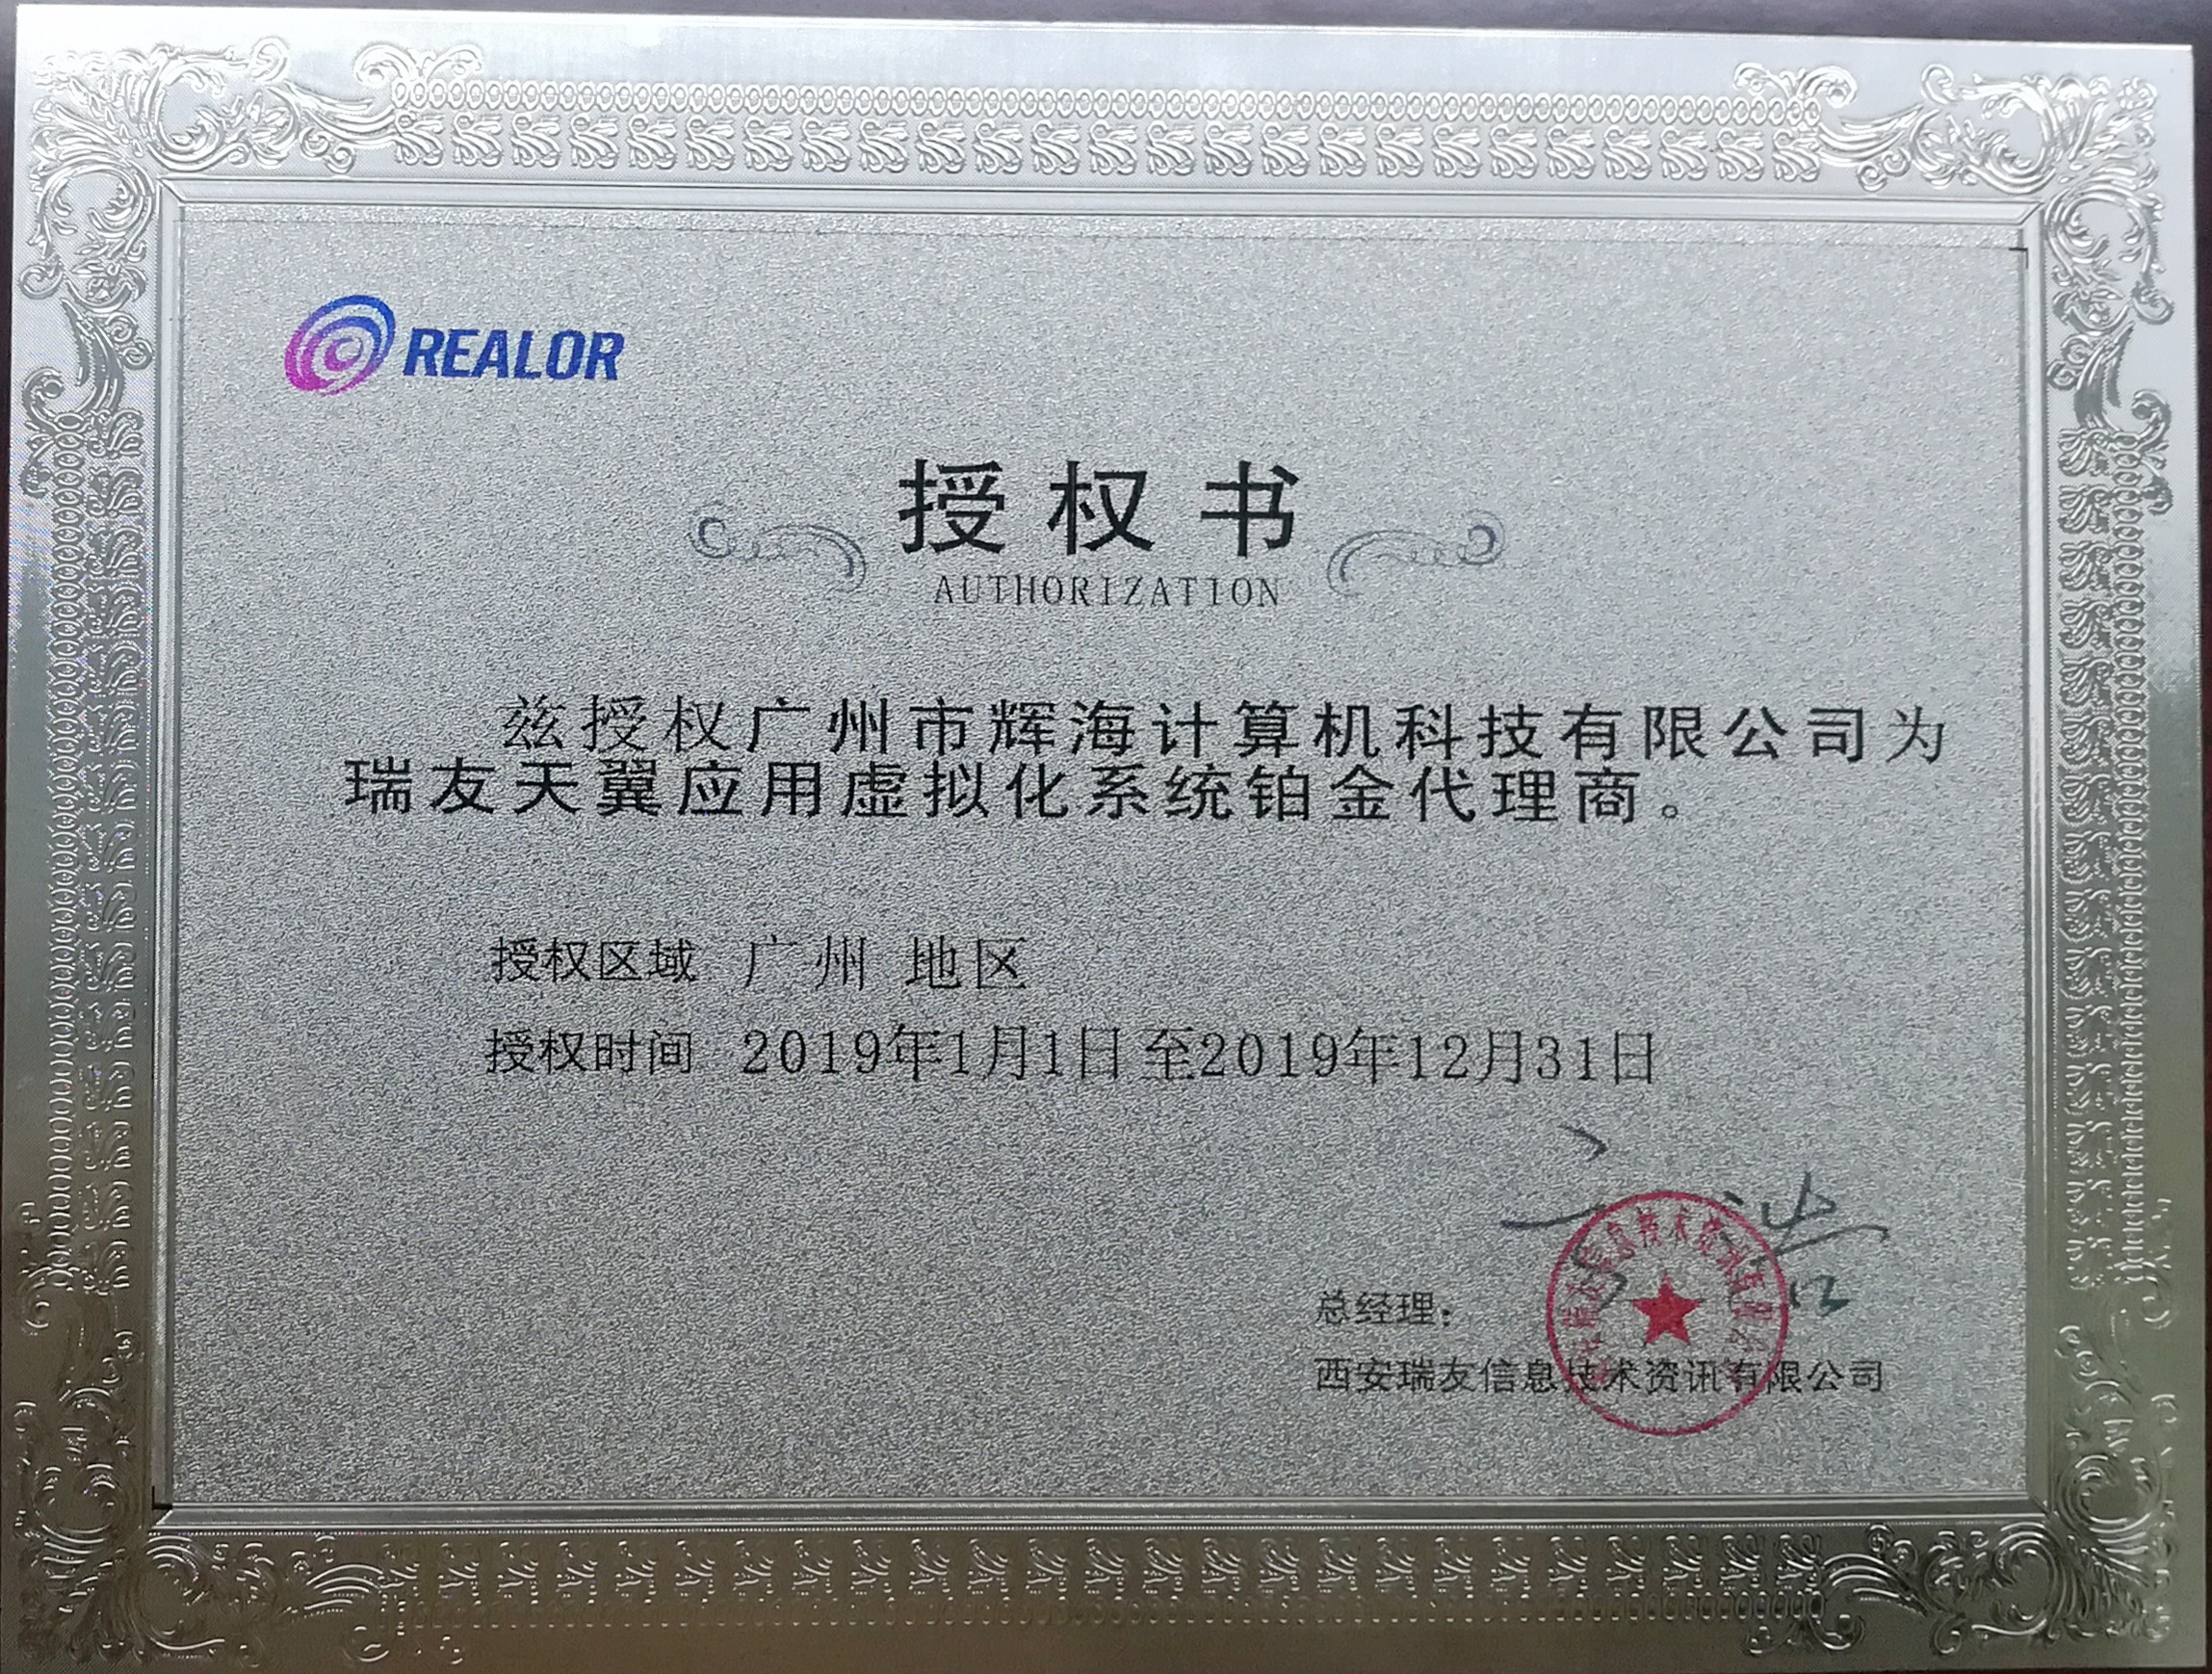 REALOR
授权书
AUTHORIZATION
兹授权广州市辉海计算机科技有限公司为
瑞友天翼应用虚拟化系统铂金代理商。
授权区域 广州 地区
授权时间 2019年1月1日至2019年12月31日
总经理：
西安瑞友信息技术资讯有限公司